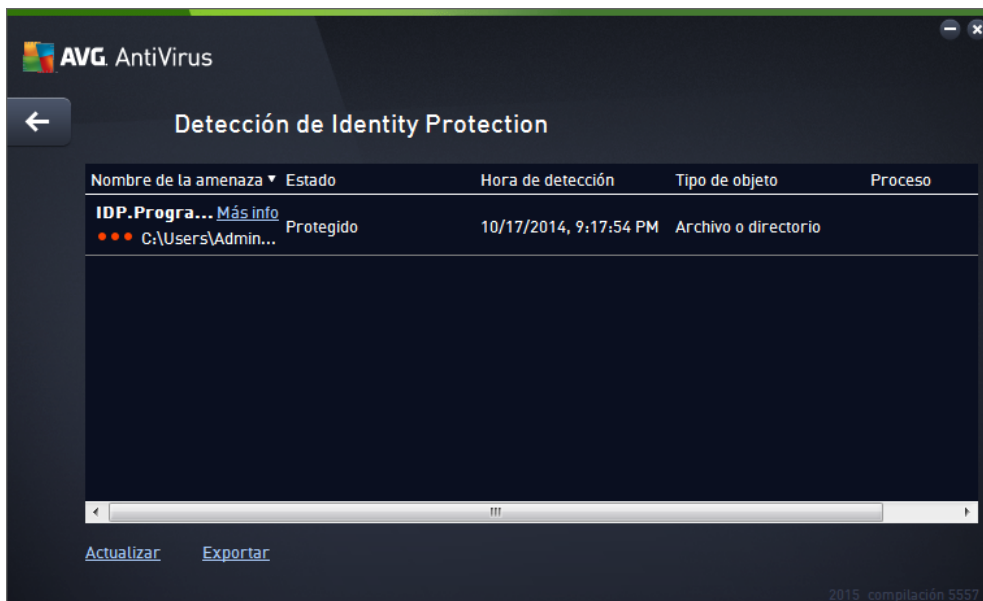 AVG. AntiVirus
Detección de Identity Protection
Nombre de la amenaza ▼ Estado Hora de detección Tipo de objeto Proceso
IDP.Progra... Más info
Protegido 10/17/2014, 9:17:54 PM Archivo o directorio
C:\Users\Admin...
Actualizar Exportar
2015 compilación 5557